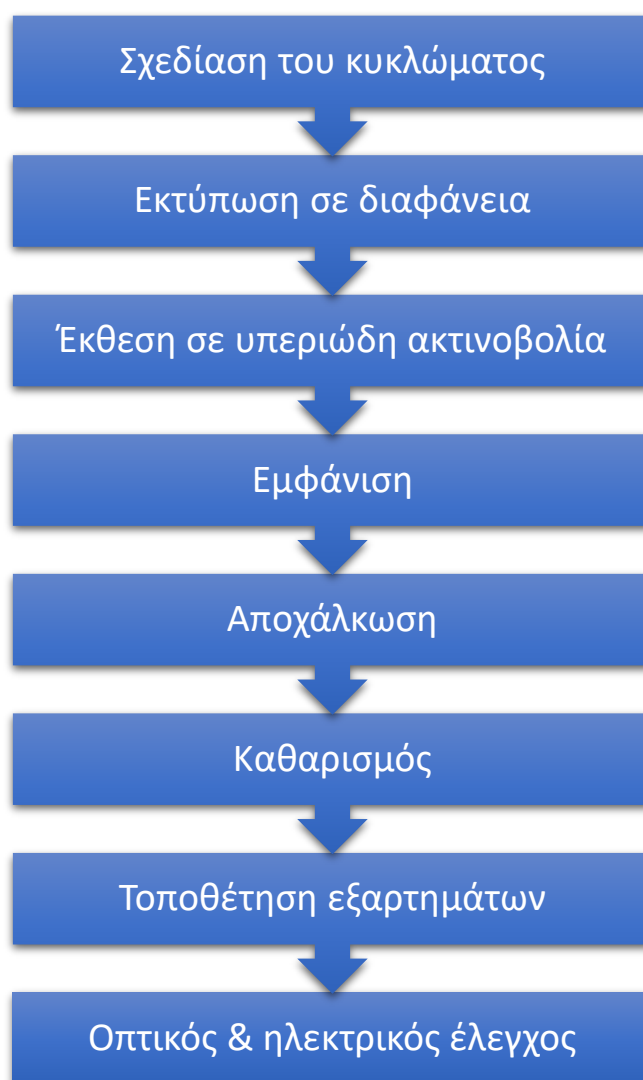 Σχεδίαση του κυκλώματος
Εκτύπωση σε διαφάνεια
Έκθεση σε υπεριώδη ακτινοβολία
Εμφάνιση
Αποχάλκωση
Καθαρισμός
Τοποθέτηση εξαρτημάτων
Οπτικός & ηλεκτρικός έλεγχος